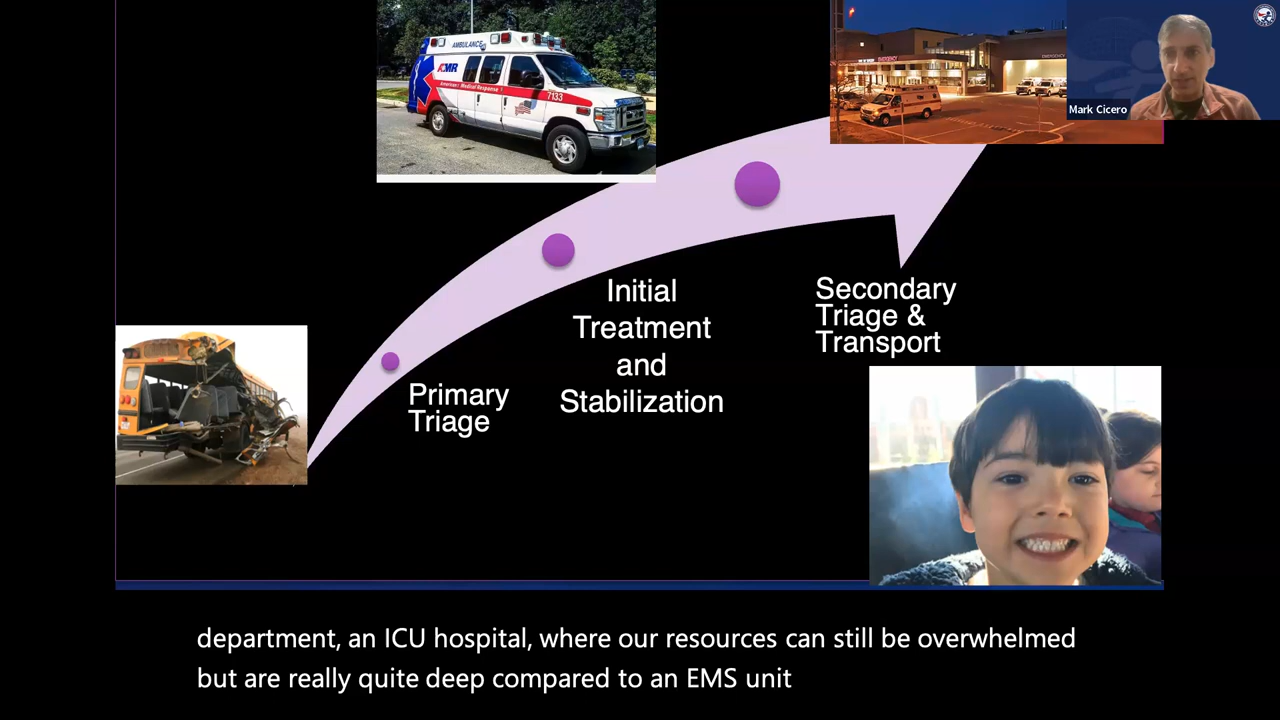 AMBULANCE
AMR
American Medical Response
7133
EMERGENCY
Mark Cicero
Initial
Treatment
and
Stabilization
Secondary
Triage &
Transport
Primary
Triage
department, an ICU hospital, where our resources can still be overwhelmed
but are really quite deep compared to an EMS unit